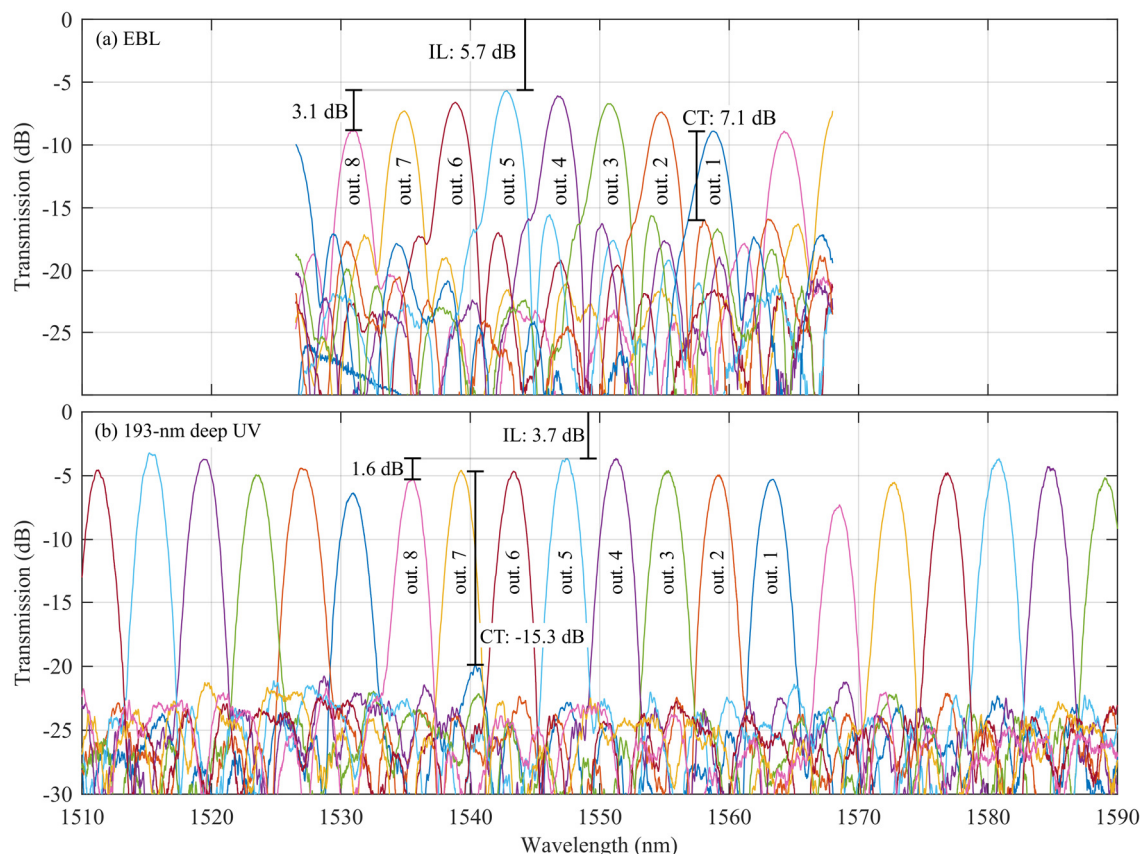 (a) EBL
IL: 5.7 dB
3.1 dB
CT: 7.1 dB
out. 8
out. 7
out. 6
out. 5
out. 4
out. 3
out. 2
out. 1
0
-5
-10
-15
-20
-25
Transmission (dB)
(b) 193-nm deep UV
IL: 3.7 dB
1.6 dB
out. 8
out. 7
out. 6
out. 5
out. 4
out. 3
out. 2
out. 1
CT: -15.3 dB
0
-5
-10
-15
-20
-25
-30
Transmission (dB)
1510 1520 1530 1540 1550 1560 1570 1580 1590
Wavelength (nm)